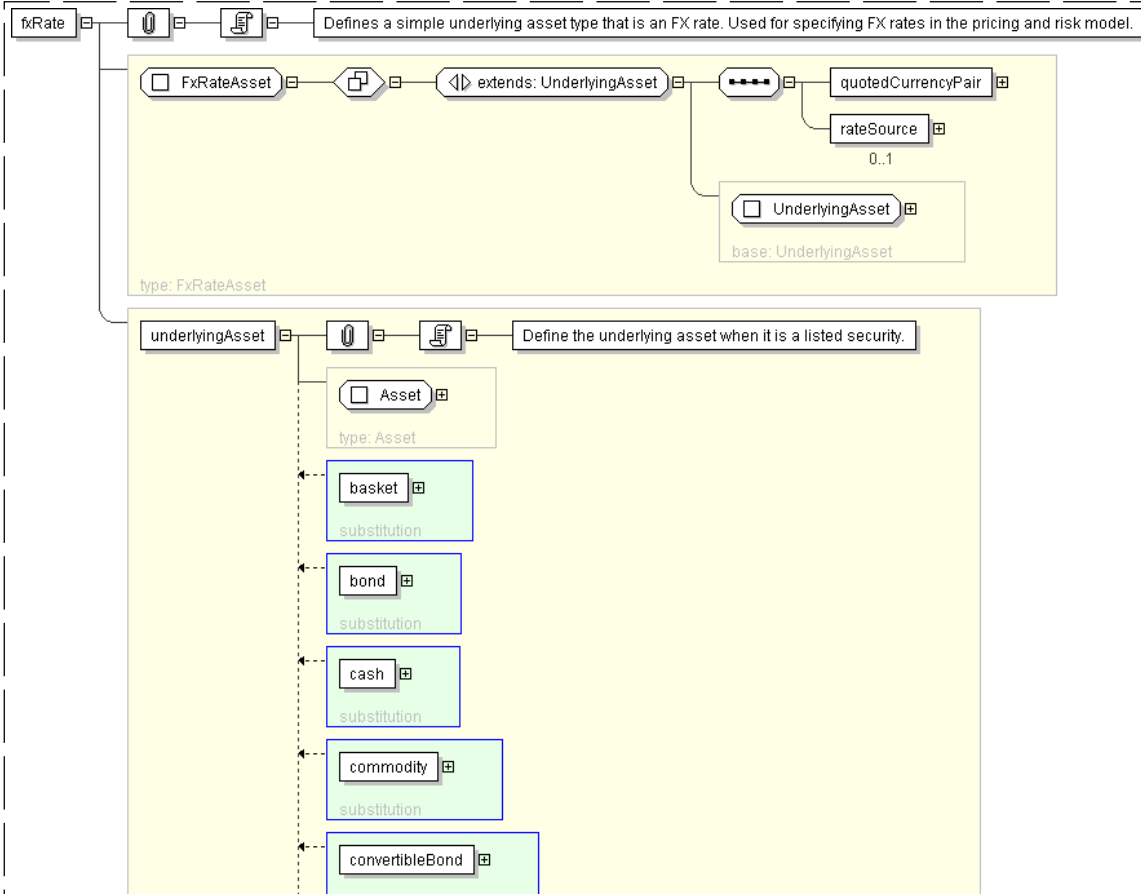 fxRate
Defines a simple underlying asset type that is an FX rate. Used for specifying FX rates in the pricing and risk model.
FxRateAsset
extends: UnderlyingAsset
quotedCurrencyPair
rateSource
0..1
UnderlyingAsset
base: UnderlyingAsset
type: FxRateAsset
underlyingAsset
Define the underlying asset when it is a listed security.
Asset
type: Asset
basket
substitution
bond
substitution
cash
substitution
commodity
substitution
convertibleBond